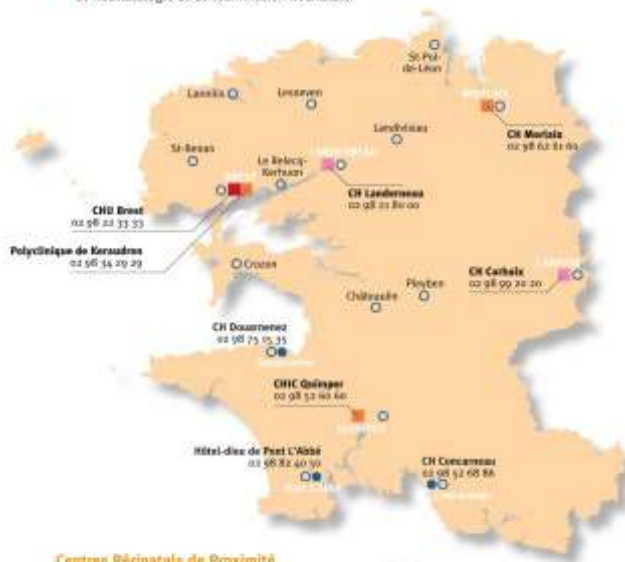 St-Pol-
de-Léon
Lannilis
Lesneven
Landivisiau
CH Morlaix
02 98 62 61 60
St-Renan
Le Relecq-
Kerhuon
CH Landerneau
02 98 21 80 00
CHU Brest
02 98 22 33 33
Polyclinique de Keraudren
02 98 34 29 29
Crozon
CH Carhaix
02 98 99 20 20
Pleyben
Châteaulin
CH Douarnenez
02 98 75 15 35
CHIC Quimper
02 98 52 60 60
Hôtel-dieu de Pont L'Abbé
02 98 82 40 50
CH Concarneau
02 98 52 68 86
Centres Périnatals de Proximité